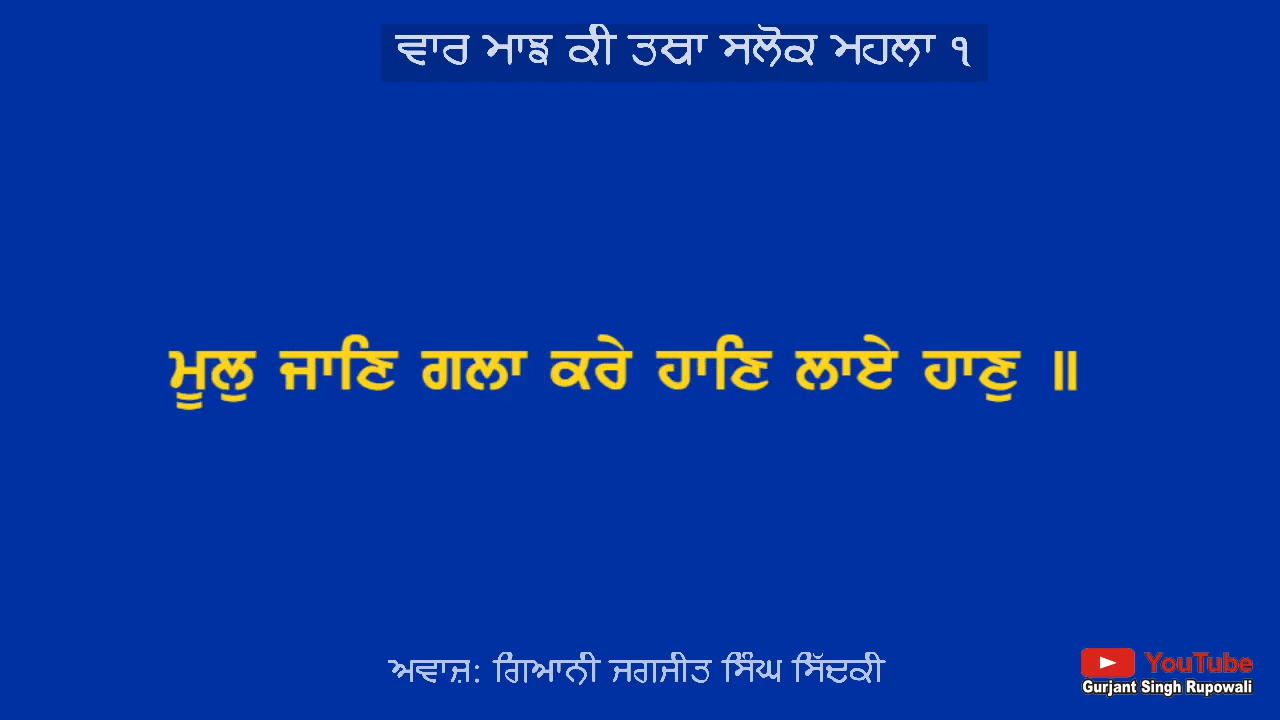 ਵਾਰ ਮਾਝ ਕੀ ਤਥਾ ਸਲੋਕ ਮਹਲਾ ੧
ਮੂਲੁ ਜਾਣਿ ਗਲਾ ਕਰੇ ਹਾਣਿ ਲਾਏ ਹਾਣੁ ॥
ਅਵਾਜ਼: ਗਿਆਨੀ ਜਗਜੀਤ ਸਿੰਘ ਸਿੱਦਕੀ
YouTube
Gurjant Singh Rupowali